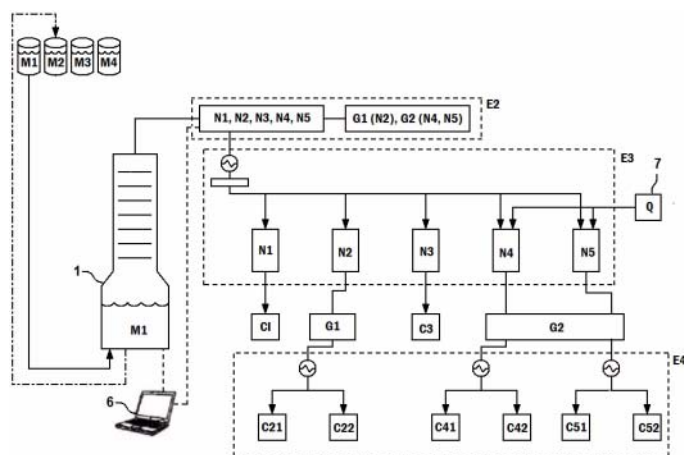 M1 M2 M3 M4
E2
N1, N2, N3, N4, N5 G1 (N2), G2 (N4, N5)
E3
7
Q
N1 N2 N3 N4 N5
1
M1
CI G1 C3 G2
E4
6
C21 C22 C41 C42 C51 C52